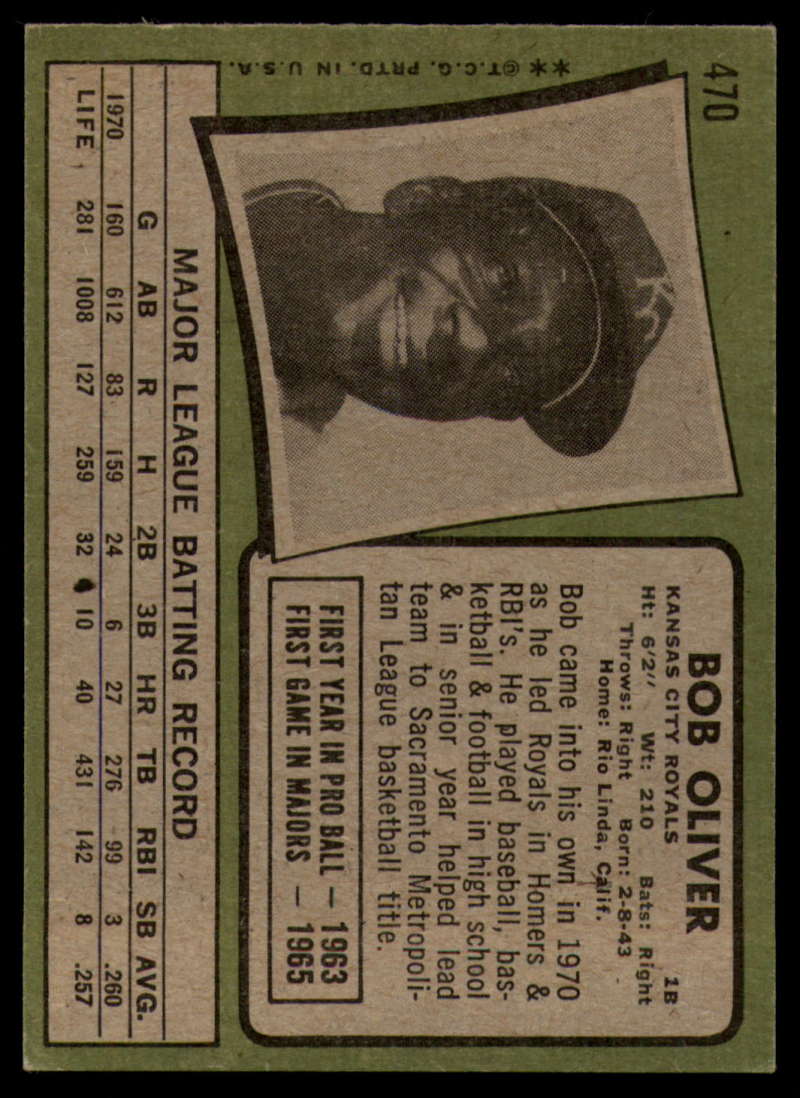 470
**©T.C.G. PRTD. IN U.S.A.
KC
BOB OLIVER
KANSAS CITY ROYALS 1B
Ht: 6'2" Wt: 210 Bats: Right
Throws: Right Born: 2-8-43
Home: Rio Linda, Calif.
Bob came into his own in 1970
as he led Royals in Homers &
RBI's. He played baseball, bas-
ketball & football in high school
& in senior year helped lead
team to Sacramento Metropoli-
tan League basketball title.
FIRST YEAR IN PRO BALL — 1963
FIRST GAME IN MAJORS — 1965
MAJOR LEAGUE BATTING RECORD
G AB R H 2B 3B HR TB RBI SB AVG.
1970 160 612 83 159 24 6 27 276 99 3 .260
LIFE 281 1008 127 259 32 10 40 431 142 8 .257